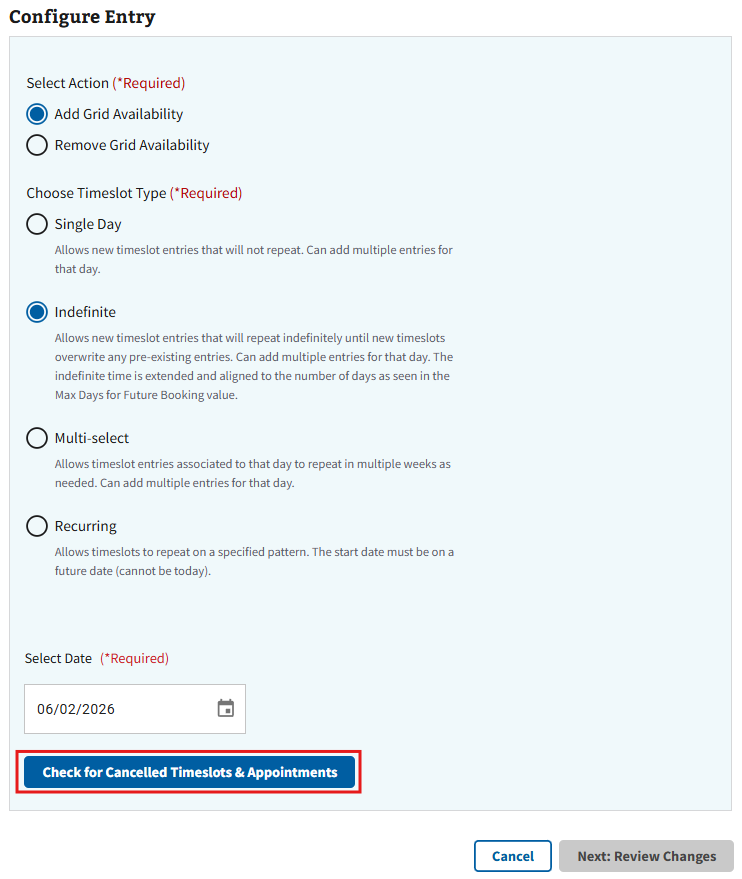 Configure Entry
Select Action (*Required)
Add Grid Availability
Remove Grid Availability
Choose Timeslot Type (*Required)
Single Day
Allows new timeslot entries that will not repeat. Can add multiple entries for
that day.
Indefinite
Allows new timeslot entries that will repeat indefinitely until new timeslots
overwrite any pre-existing entries. Can add multiple entries for that day. The
indefinite time is extended and aligned to the number of days as seen in the
Max Days for Future Booking value.
Multi-select
Allows timeslot entries associated to that day to repeat in multiple weeks as
needed. Can add multiple entries for that day.
Recurring
Allows timeslots to repeat on a specified pattern. The start date must be on a
future date (cannot be today).
Select Date (*Required)
06/02/2026
Check for Cancelled Timeslots & Appointments
Cancel
Next: Review Changes